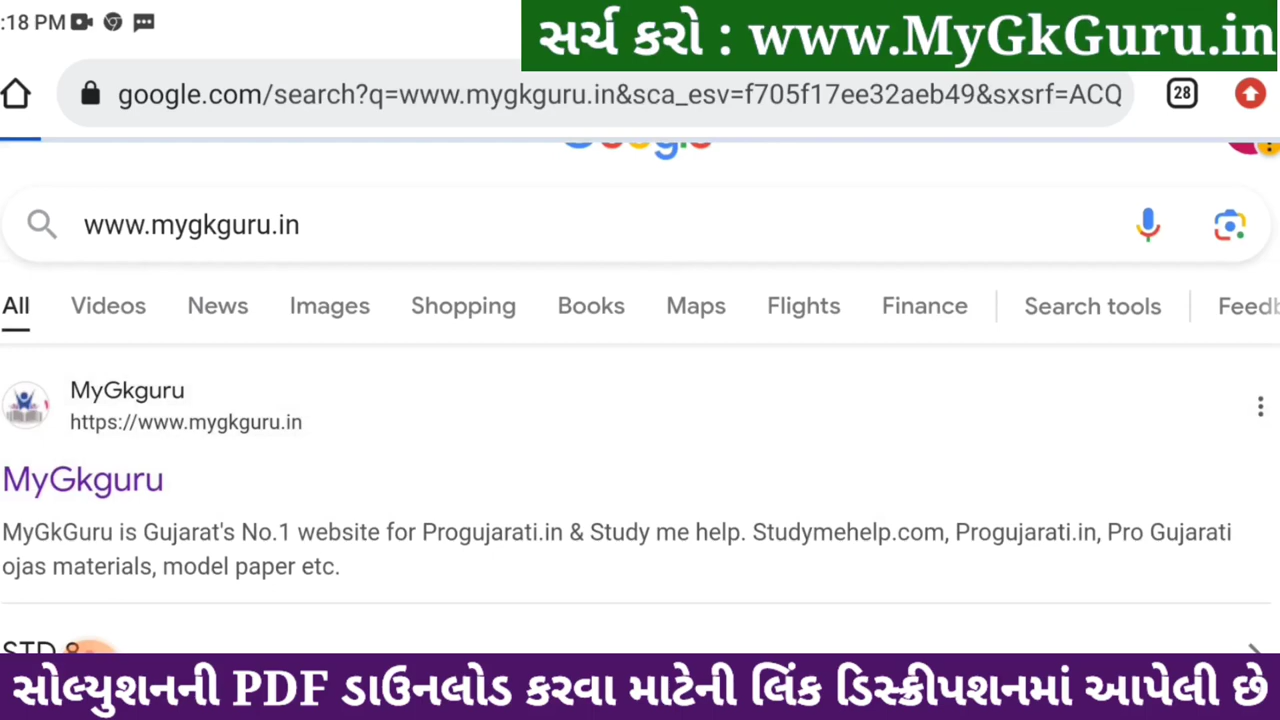 :18 PM
સર્ચ કરો : www.MyGkGuru.in
google.com/search?q=www.mygkguru.in&sca_esv=f705f17ee32aeb49&sxsrf=ACQ
28
www.mygkguru.in
All Videos News Images Shopping Books Maps Flights Finance Search tools Feedb
MyGkguru
https://www.mygkguru.in
MyGkguru
MyGkGuru is Gujarat's No.1 website for Progujarati.in & Study me help. Studymehelp.com, Progujarati.in, Pro Gujarati
ojas materials, model paper etc.
STD 8
સોલ્યુશનની PDF ડાઉનલોડ કરવા માટેની લિંક ડિસ્ક્રીપશનમાં આપેલી છે